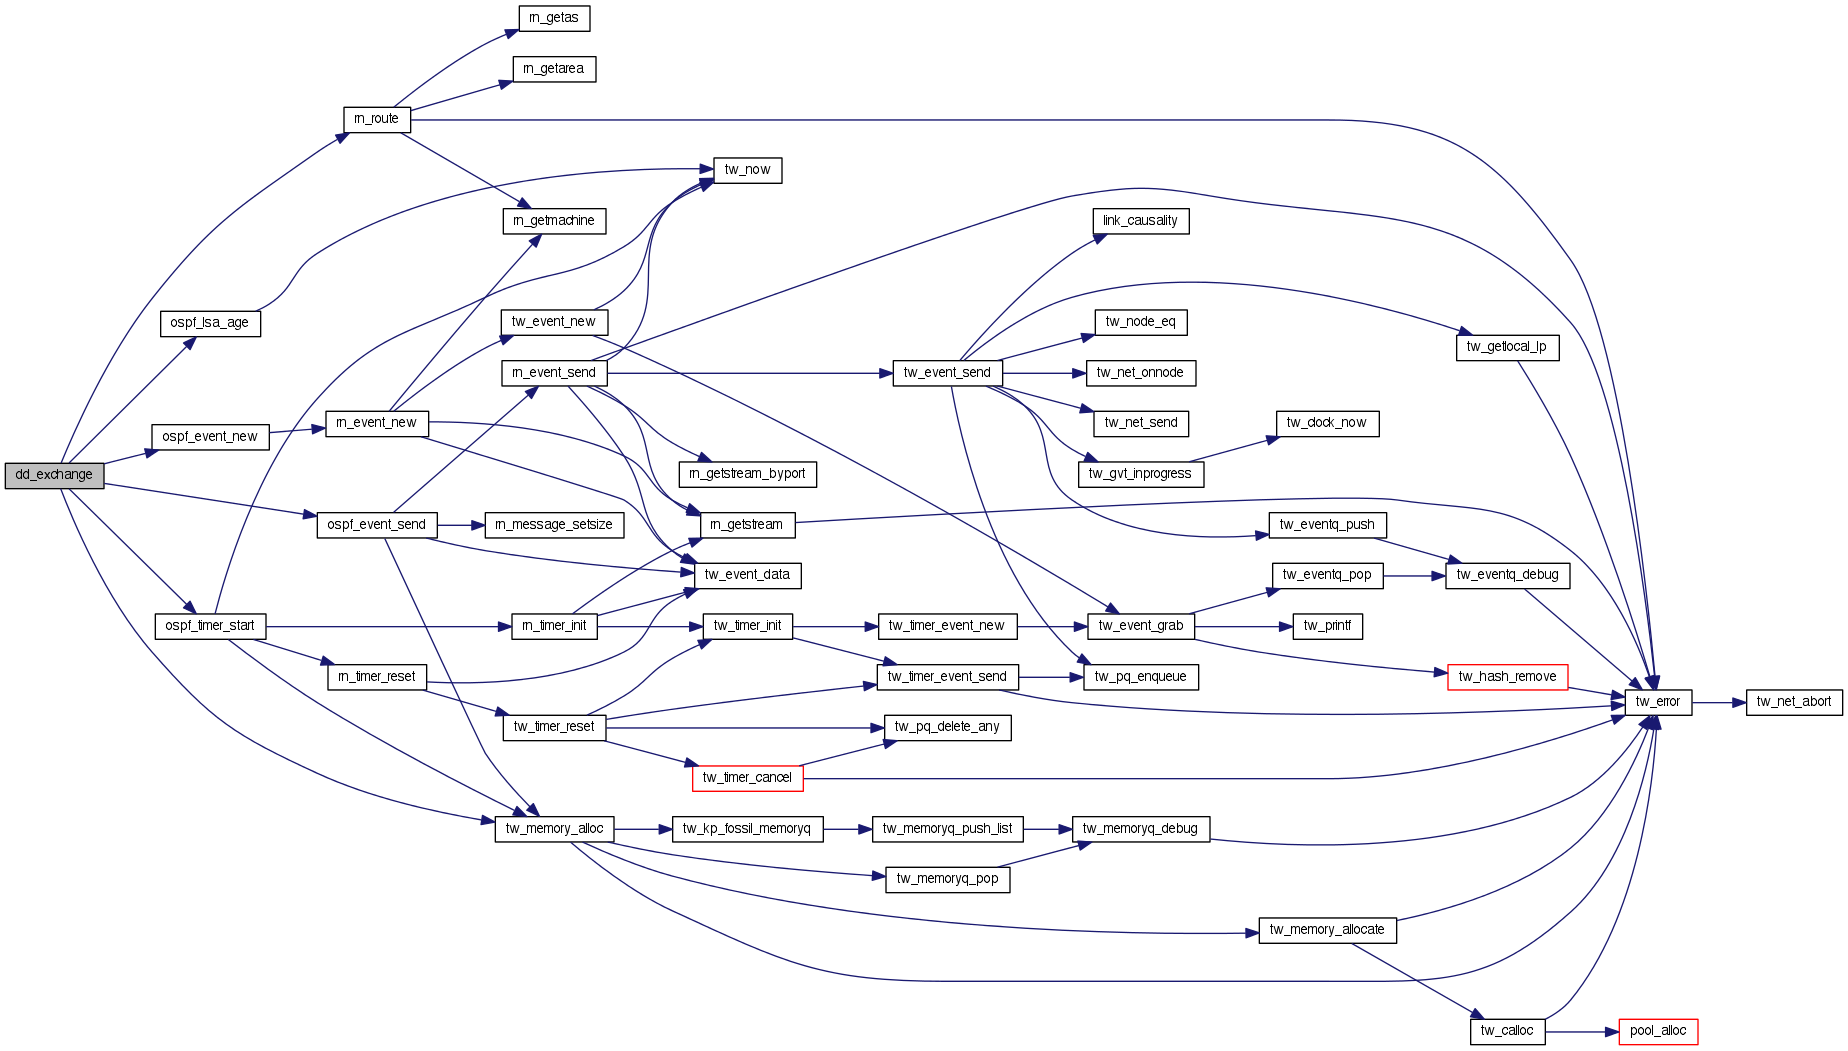 rn_getas
rn_getarea
rn_route
tw_now
rn_getmachine
link_causality
ospf_lsa_age
tw_event_new
tw_node_eq
tw_getlocal_lp
rn_event_send
tw_event_send
tw_net_onnode
rn_event_new
tw_net_send
tw_clock_now
ospf_event_new
dd_exchange
rn_getstream_byport
tw_gvt_inprogress
ospf_event_send
rn_message_setsize
rn_getstream
tw_eventq_push
tw_event_data
tw_eventq_pop
tw_eventq_debug
ospf_timer_start
rn_timer_init
tw_timer_init
tw_timer_event_new
tw_event_grab
tw_printf
rn_timer_reset
tw_timer_event_send
tw_pq_enqueue
tw_hash_remove
tw_error
tw_net_abort
tw_timer_reset
tw_pq_delete_any
tw_timer_cancel
tw_memory_alloc
tw_kp_fossil_memoryq
tw_memoryq_push_list
tw_memoryq_debug
tw_memoryq_pop
tw_memory_allocate
tw_calloc
pool_alloc